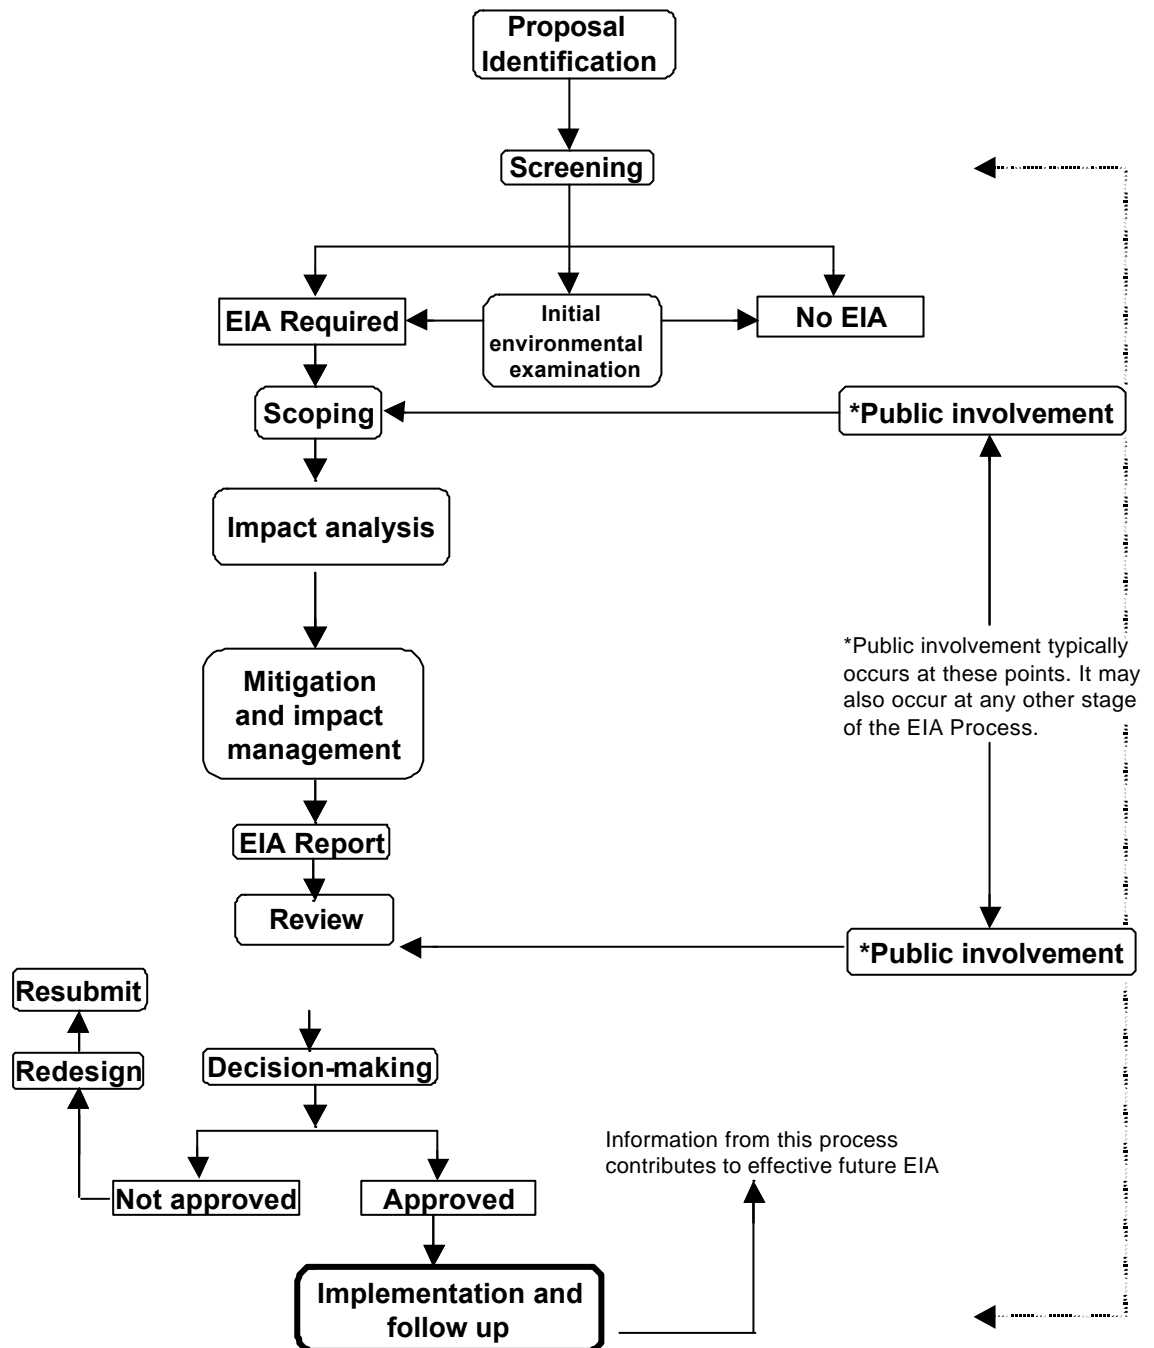 Proposal
Identification
Screening
EIA Required
Initial
environmental
examination
No EIA
Scoping
*Public involvement
Impact analysis
*Public involvement typically
occurs at these points. It may
also occur at any other stage
of the EIA Process.
Mitigation
and impact
management
EIA Report
Review
*Public involvement
Resubmit
Redesign
Decision-making
Information from this process
contributes to effective future EIA
Not approved
Approved
Implementation and
follow up